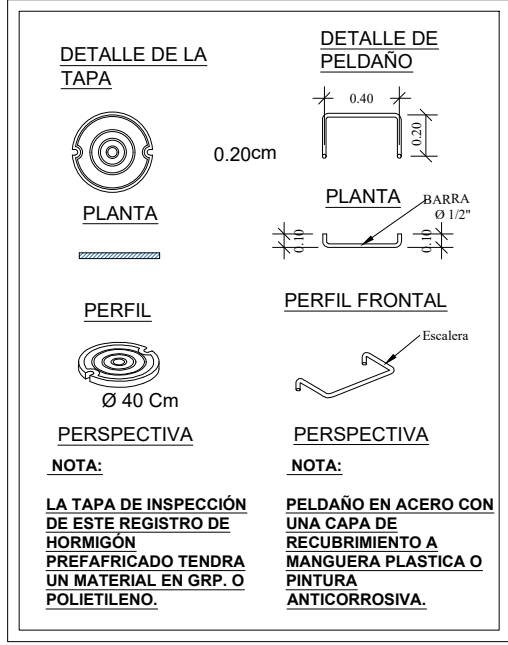 DETALLE DE LA
TAPA
0.20cm
PLANTA
PERFIL
Ø 40 Cm
PERSPECTIVA
NOTA:
LA TAPA DE INSPECCIÓN
DE ESTE REGISTRO DE
HORMIGÓN
PREFAFRICADO TENDRA
UN MATERIAL EN GRP. O
POLIETILENO.
DETALLE DE
PELDAÑO
0.40
0.20
PLANTA
BARRA
Ø 1/2"
0.10
0.10
PERFIL FRONTAL
Escalera
PERSPECTIVA
NOTA:
PELDAÑO EN ACERO CON
UNA CAPA DE
RECUBRIMIENTO A
MANGUERA PLASTICA O
PINTURA
ANTICORROSIVA.